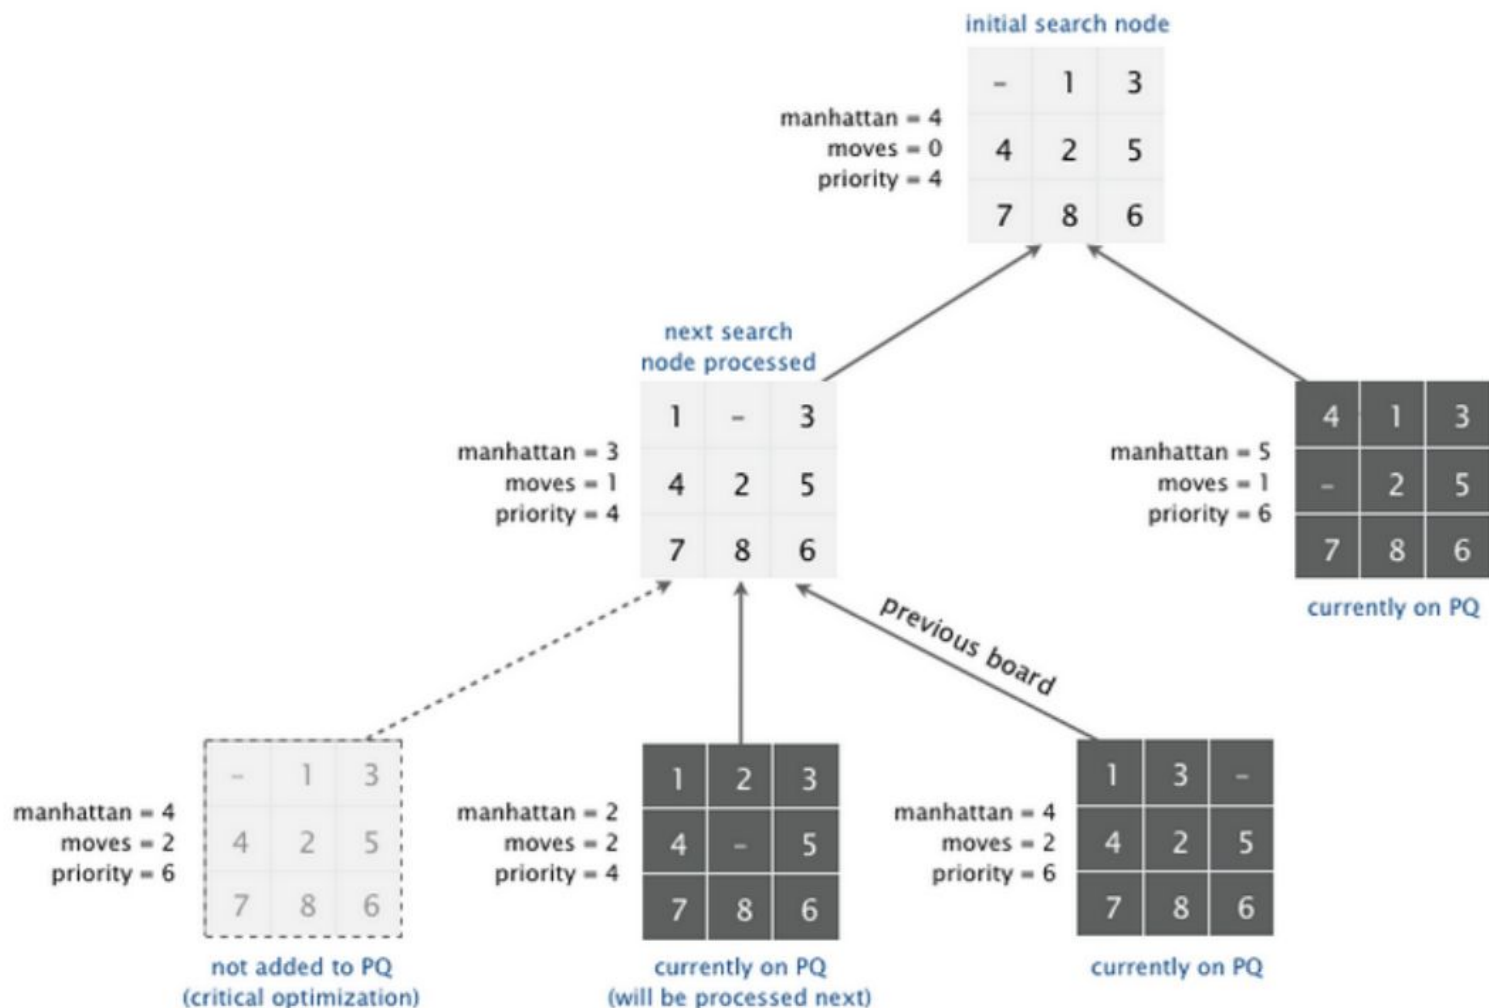 initial search node
- 1 3
manhattan = 4
moves = 0
priority = 4
4 2 5
7 8 6
next search
node processed
1 - 3
manhattan = 3
moves = 1
priority = 4
4 2 5
7 8 6
4 1 3
manhattan = 5
moves = 1
priority = 6
- 2 5
7 8 6
currently on PQ
previous board
- 1 3
manhattan = 4
moves = 2
priority = 6
4 2 5
7 8 6
not added to PQ
(critical optimization)
1 2 3
manhattan = 2
moves = 2
priority = 4
4 - 5
7 8 6
currently on PQ
(will be processed next)
1 3 -
manhattan = 4
moves = 2
priority = 6
4 2 5
7 8 6
currently on PQ